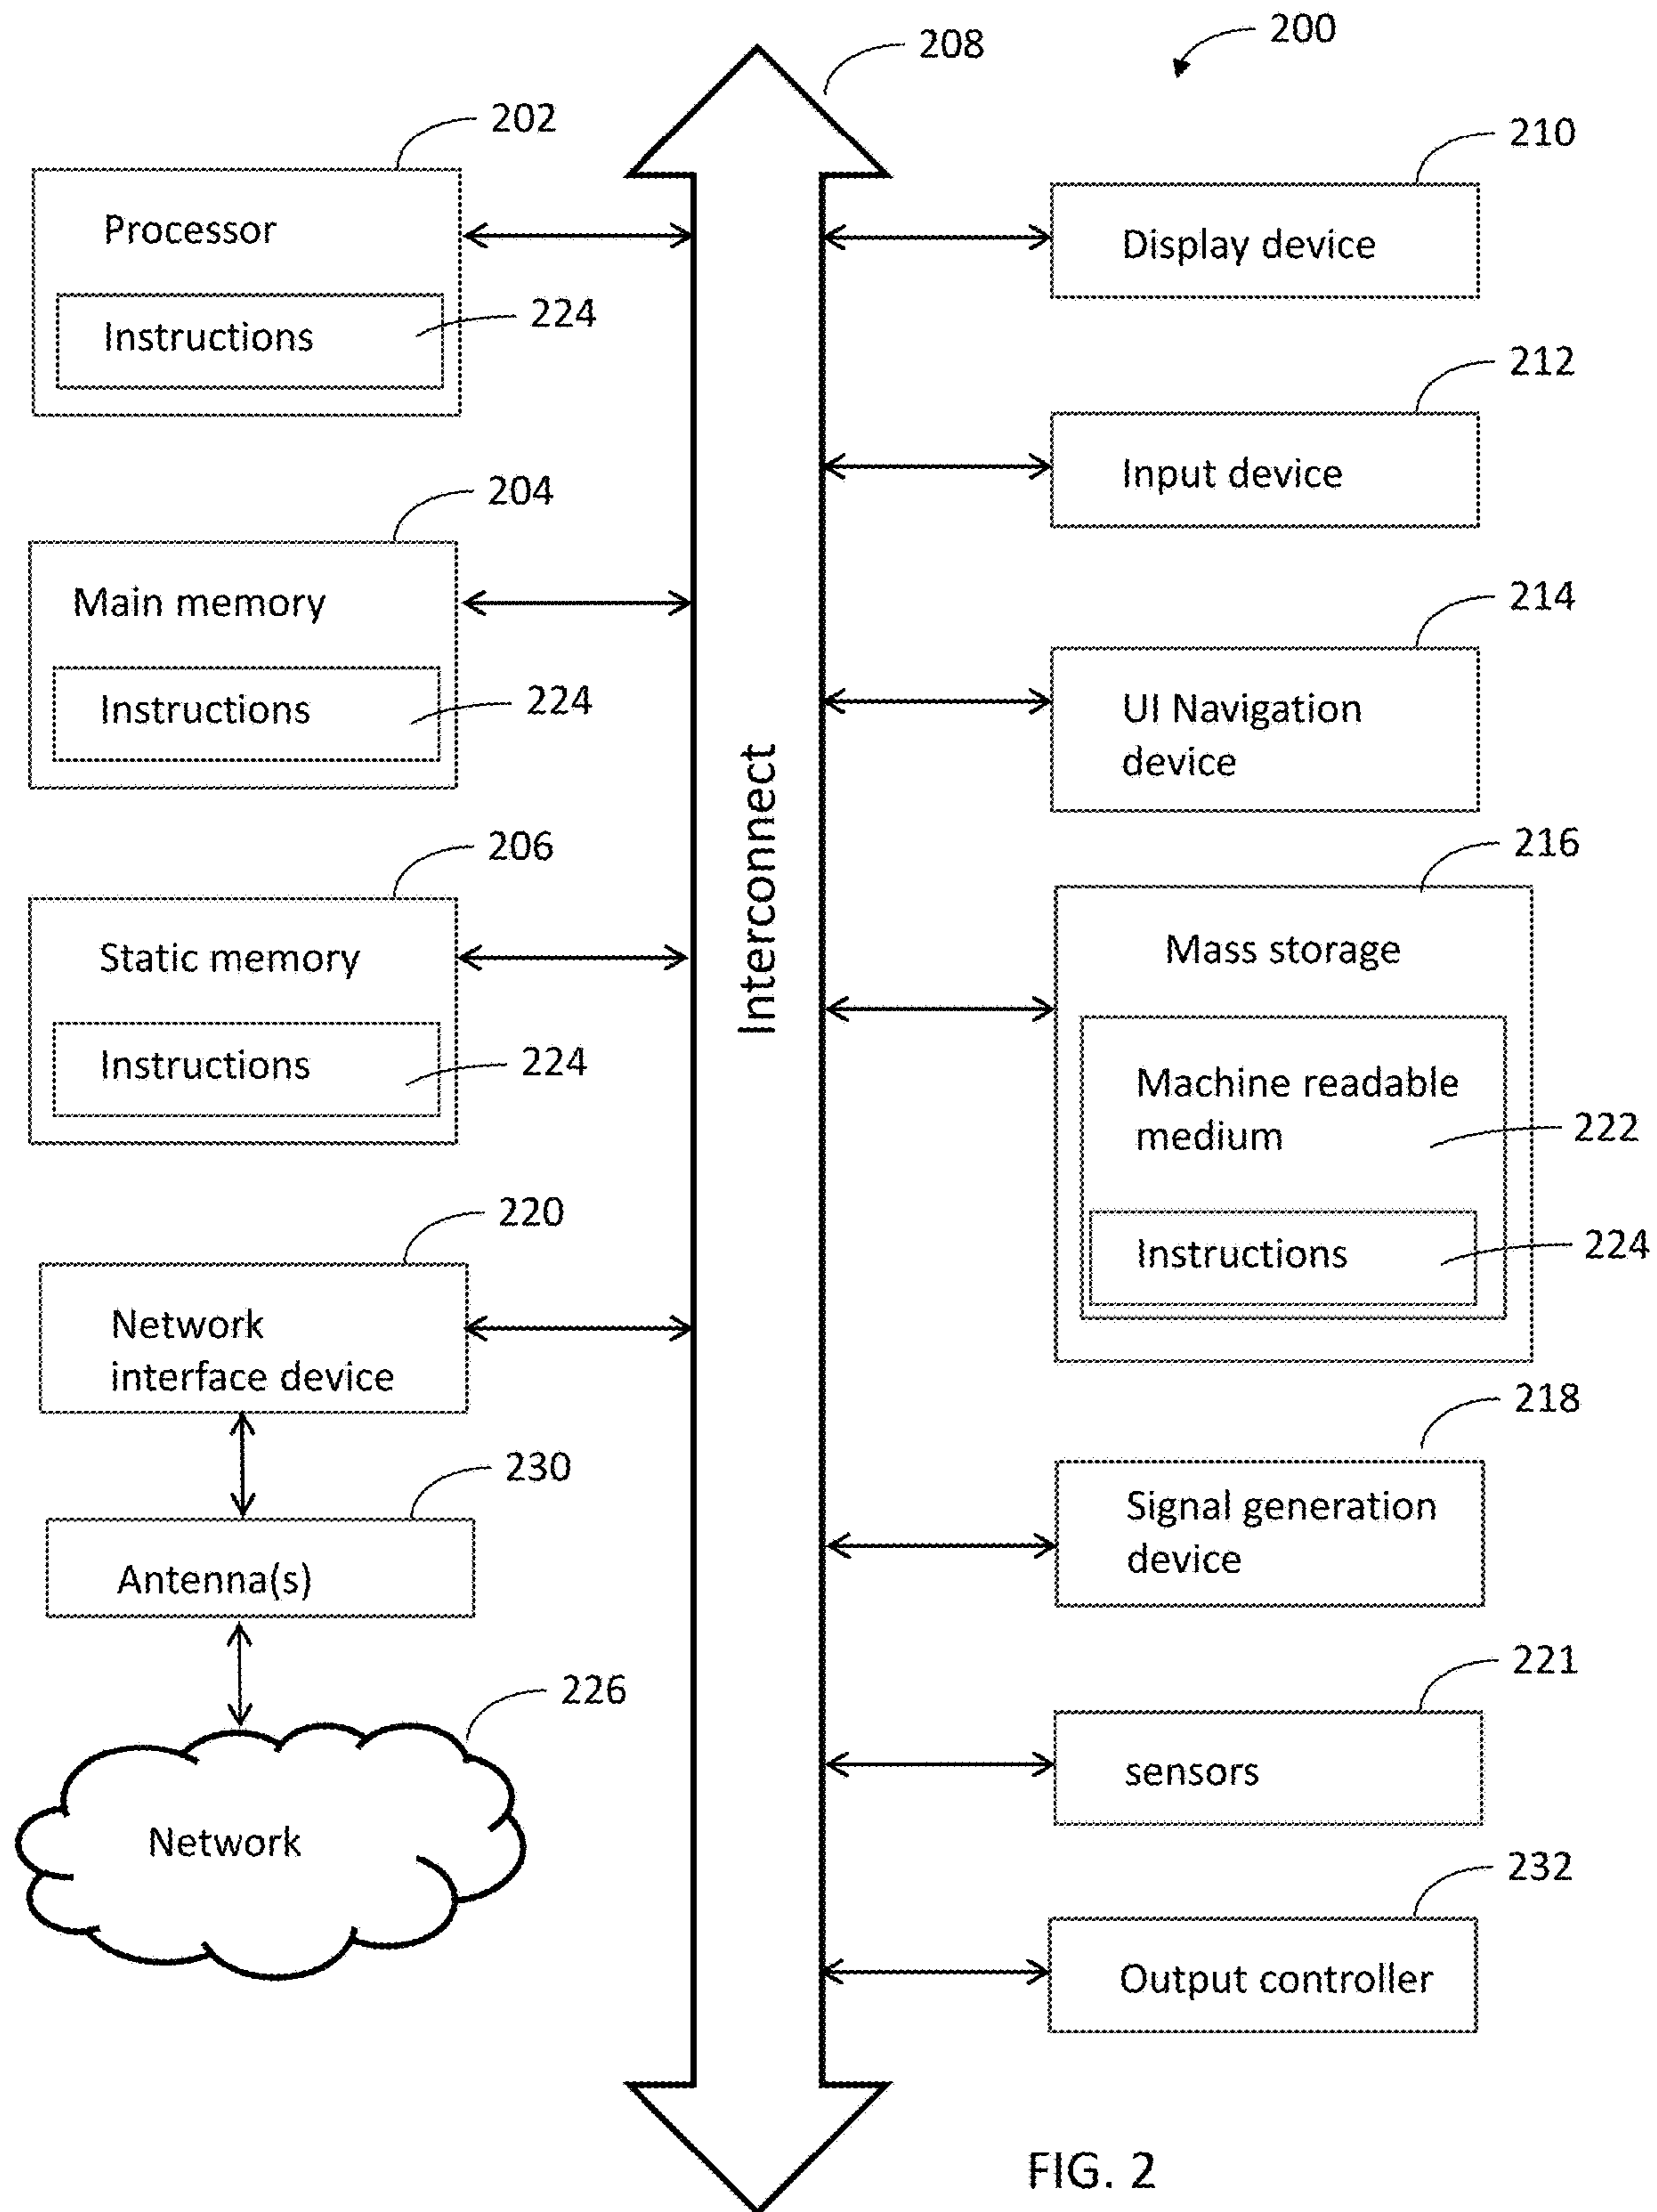 200
208
202
Processor
Instructions
224
204
Main memory
Instructions
224
206
Static memory
Instructions
224
220
Network
interface device
230
Antenna(s)
226
Network
Interconnect
210
Display device
212
Input device
214
UI Navigation
device
216
Mass storage
Machine readable
medium
222
Instructions
224
218
Signal generation
device
221
sensors
232
Output controller
FIG. 2